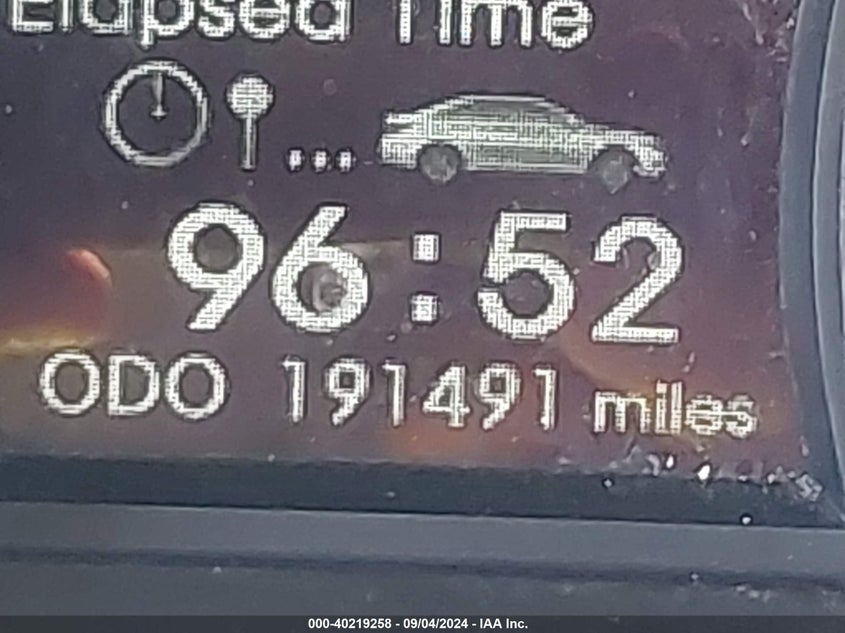 Elapsed Time
96:52
ODO 191491 miles
000-40219258 - 09/04/2024 - IAA Inc.